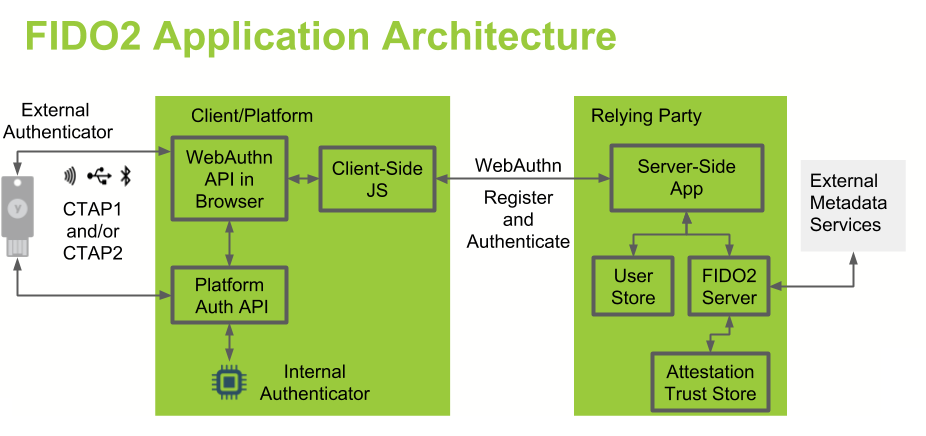 FIDO2 Application Architecture
External
Authenticator
CTAP1
and/or
CTAP2
Y
Client/Platform
WebAuthn
API in
Browser
Client-Side
JS
Platform
Auth API
Internal
Authenticator
WebAuthn
Register
and
Authenticate
Relying Party
Server-Side
App
User
Store
FIDO2
Server
Attestation
Trust Store
External
Metadata
Services